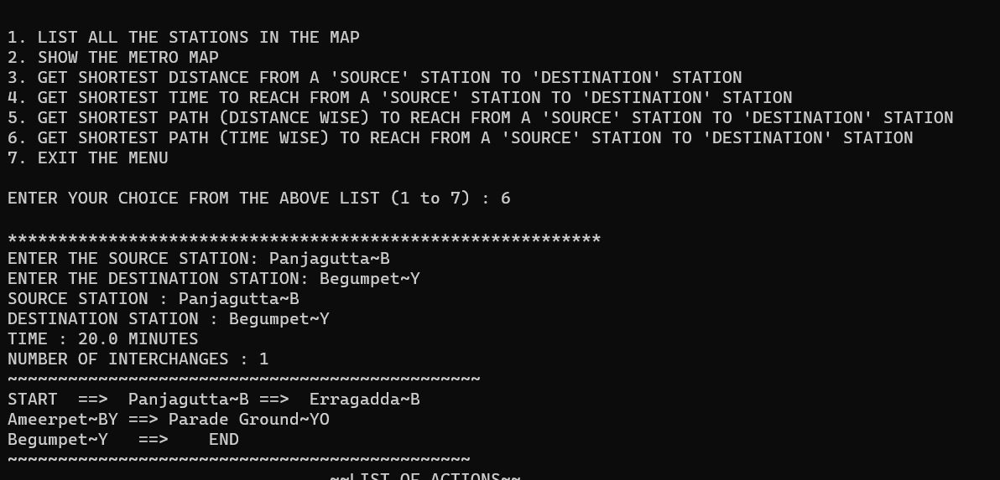 1. LIST ALL THE STATIONS IN THE MAP
2. SHOW THE METRO MAP
3. GET SHORTEST DISTANCE FROM A 'SOURCE' STATION TO 'DESTINATION' STATION
4. GET SHORTEST TIME TO REACH FROM A 'SOURCE' STATION TO 'DESTINATION' STATION
5. GET SHORTEST PATH (DISTANCE WISE) TO REACH FROM A 'SOURCE' STATION TO 'DESTINATION' STATION
6. GET SHORTEST PATH (TIME WISE) TO REACH FROM A 'SOURCE' STATION TO 'DESTINATION' STATION
7. EXIT THE MENU
ENTER YOUR CHOICE FROM THE ABOVE LIST (1 to 7) : 6
***********************************************************
ENTER THE SOURCE STATION: Panjagutta~B
ENTER THE DESTINATION STATION: Begumpet~Y
SOURCE STATION : Panjagutta~B
DESTINATION STATION : Begumpet~Y
TIME : 20.0 MINUTES
NUMBER OF INTERCHANGES : 1
~~~~~~~~~~~~~~~~~~~~~~~~~~~~~~~~~~~~~~~~~~~~~~~
START  ==>  Panjagutta~B ==>  Erragadda~B
Ameerpet~BY ==> Parade Ground~YO
Begumpet~Y   ==>    END
~~~~~~~~~~~~~~~~~~~~~~~~~~~~~~~~~~~~~~~~~~~~~~
~~LIST OF ACTIONS~~